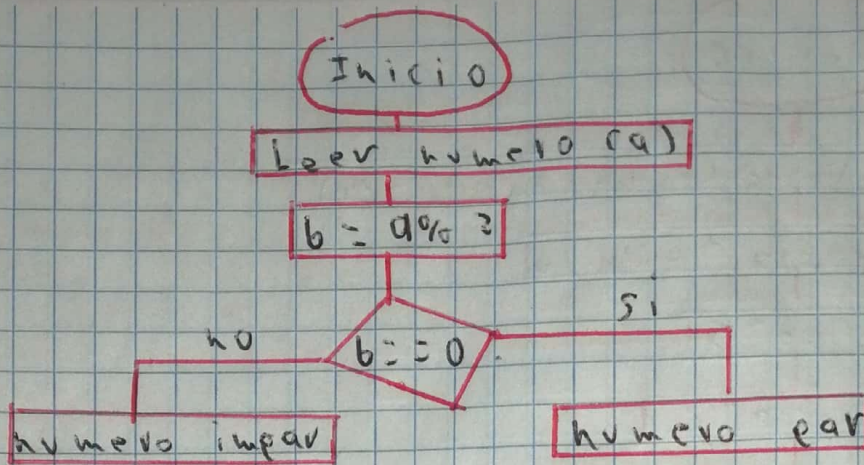 Inicio
Leer numero (a)
b = a% 2
si
no
b == 0
numero impar
numero par